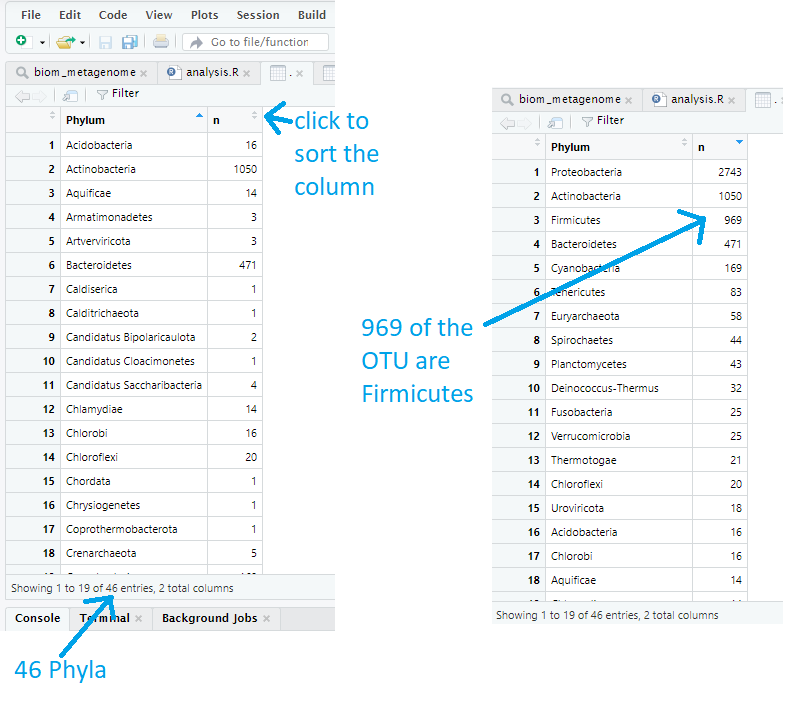 File Edit Code View Plots Session Build
Go to file/function
biom_metagenome analysis.R .
Filter
Phylum n
1 Acidobacteria 16
2 Actinobacteria 1050
3 Aquificae 14
4 Armatimonadetes 3
5 Artverviricota 3
6 Bacteroidetes 471
7 Caldiserica 1
8 Calditrichaeota 1
9 Candidatus Bipolaricaulota 2
10 Candidatus Cloacimonetes 1
11 Candidatus Saccharibacteria 4
12 Chlamydiae 14
13 Chlorobi 16
14 Chloroflexi 20
15 Chordata 1
16 Chrysiogenetes 1
17 Coprothermobacterota 1
18 Crenarchaeota 5
Showing 1 to 19 of 46 entries, 2 total columns
Console Terminal Background Jobs
46 Phyla
click to
sort the
column
969 of the
OTU are
Firmicutes
biom_metagenome analysis.R .
Filter
Phylum n
1 Proteobacteria 2743
2 Actinobacteria 1050
3 Firmicutes 969
4 Bacteroidetes 471
5 Cyanobacteria 169
6 Tenericutes 83
7 Euryarchaeota 58
8 Spirochaetes 44
9 Planctomycetes 43
10 Deinococcus-Thermus 32
11 Fusobacteria 25
12 Verrucomicrobia 25
13 Thermotogae 21
14 Chloroflexi 20
15 Uroviricota 18
16 Acidobacteria 16
17 Chlorobi 16
18 Aquificae 14
Showing 1 to 19 of 46 entries, 2 total columns